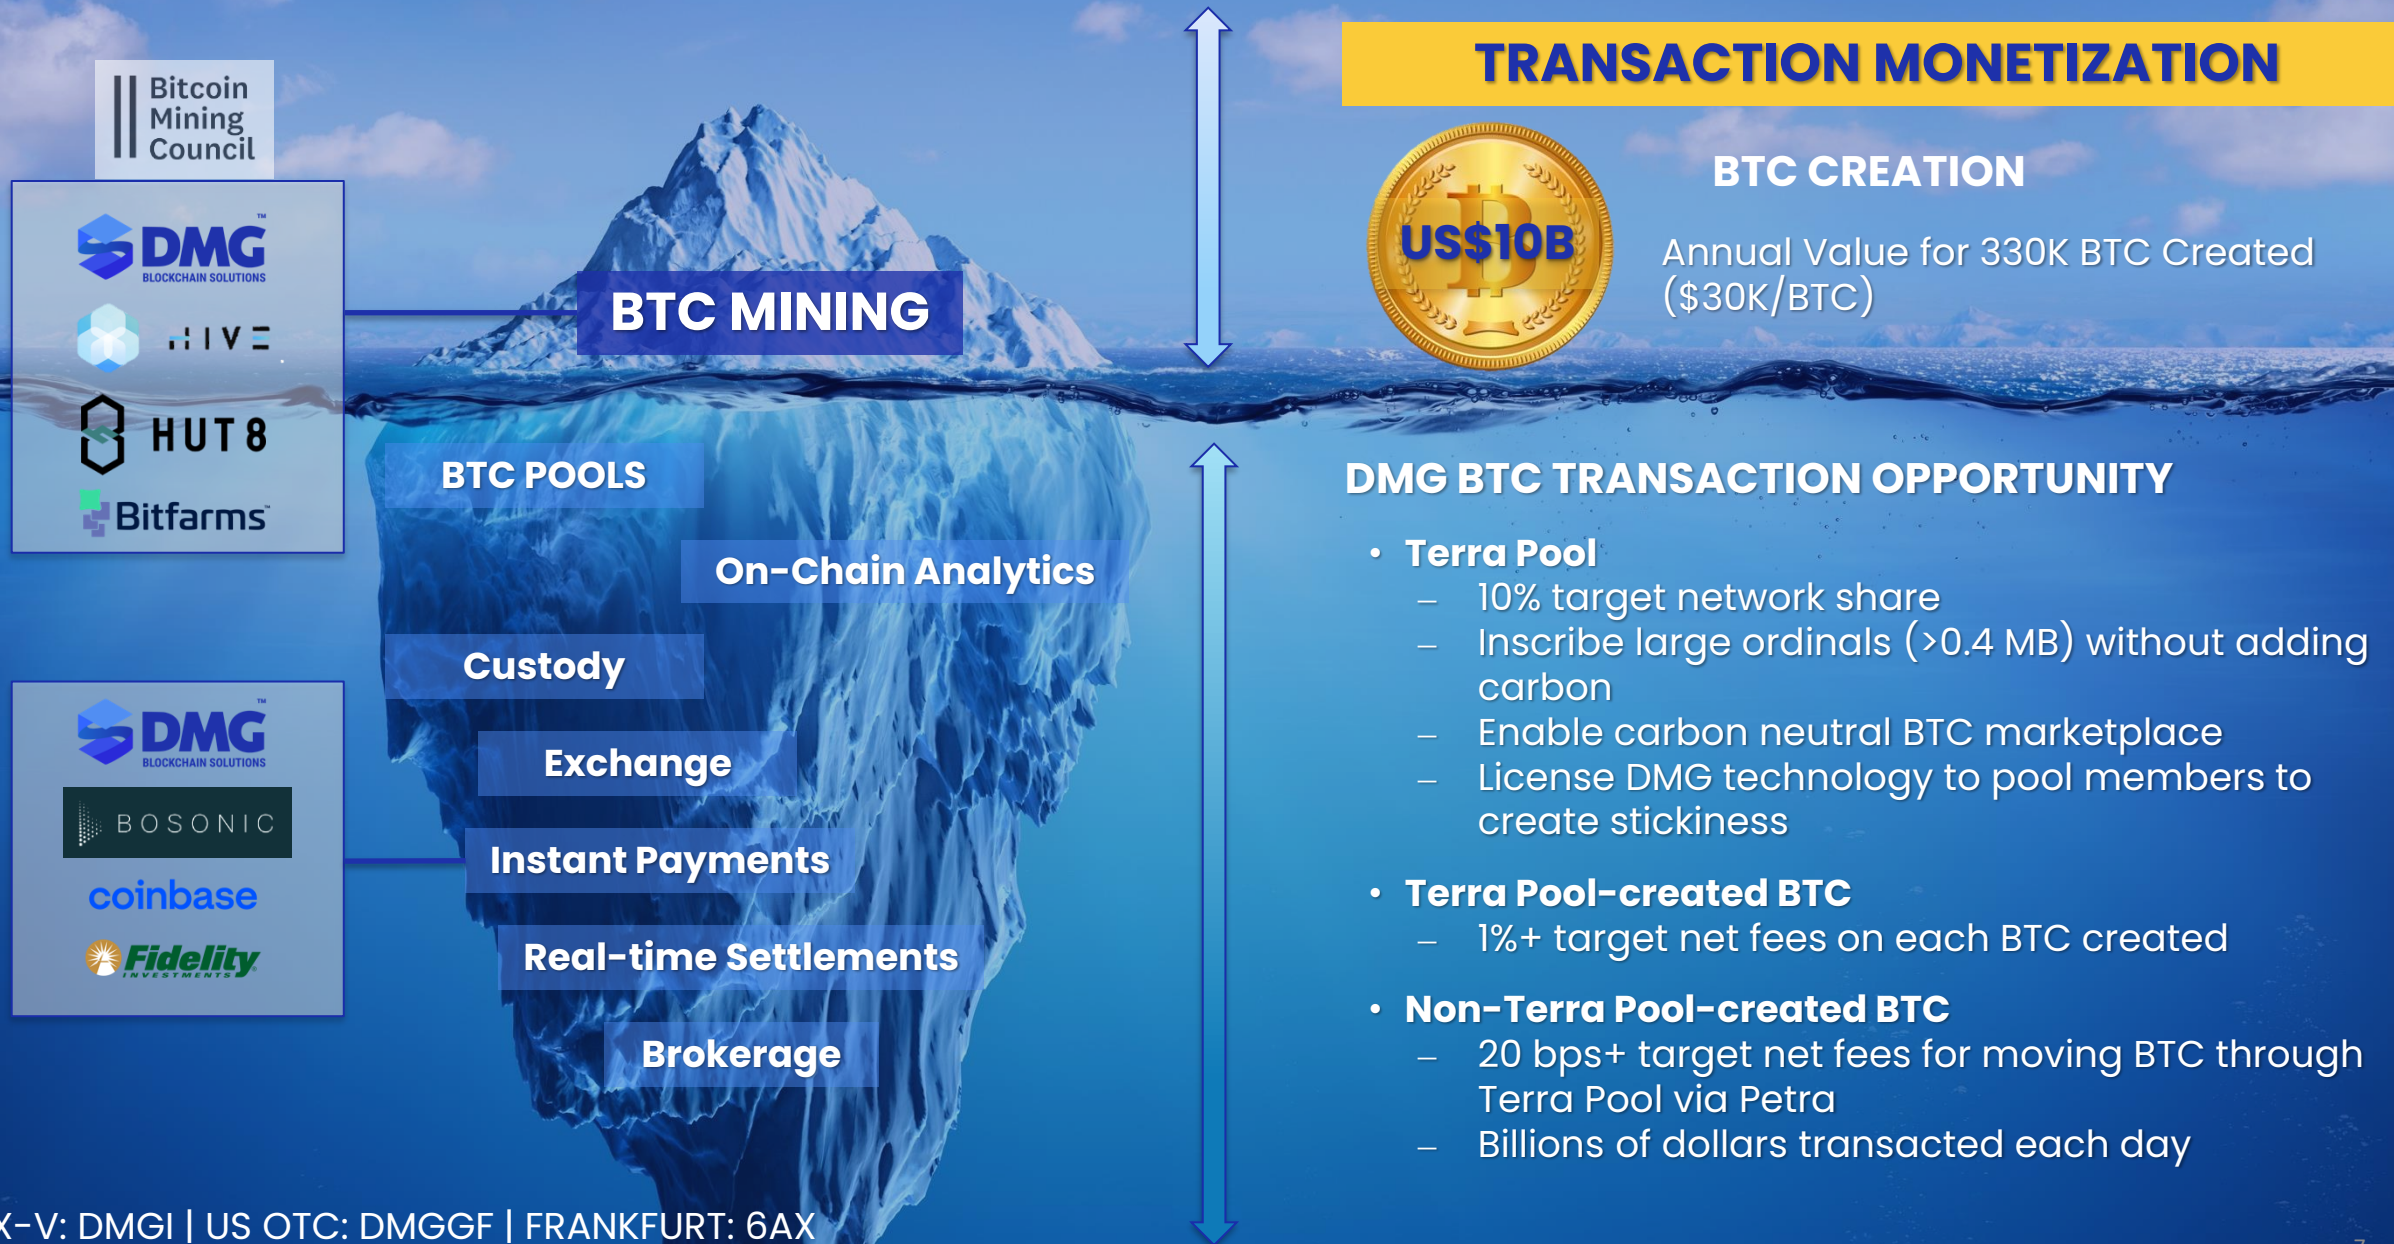 TRANSACTION MONETIZATION
Bitcoin
Mining
Council
DMG™
BLOCKCHAIN SOLUTIONS
HIVE
HUT 8
Bitfarms™
BTC MINING
US$10B
BTC CREATION
Annual Value for 330K BTC Created
($30K/BTC)
BTC POOLS
On-Chain Analytics
Custody
Exchange
Instant Payments
Real-time Settlements
Brokerage
DMG™
BLOCKCHAIN SOLUTIONS
BOSONIC
coinbase
Fidelity
INVESTMENTS
DMG BTC TRANSACTION OPPORTUNITY
• Terra Pool
– 10% target network share
– Inscribe large ordinals (>0.4 MB) without adding
carbon
– Enable carbon neutral BTC marketplace
– License DMG technology to pool members to
create stickiness
• Terra Pool-created BTC
– 1%+ target net fees on each BTC created
• Non-Terra Pool-created BTC
– 20 bps+ target net fees for moving BTC through
Terra Pool via Petra
– Billions of dollars transacted each day
X-V: DMGI | US OTC: DMGGF | FRANKFURT: 6AX